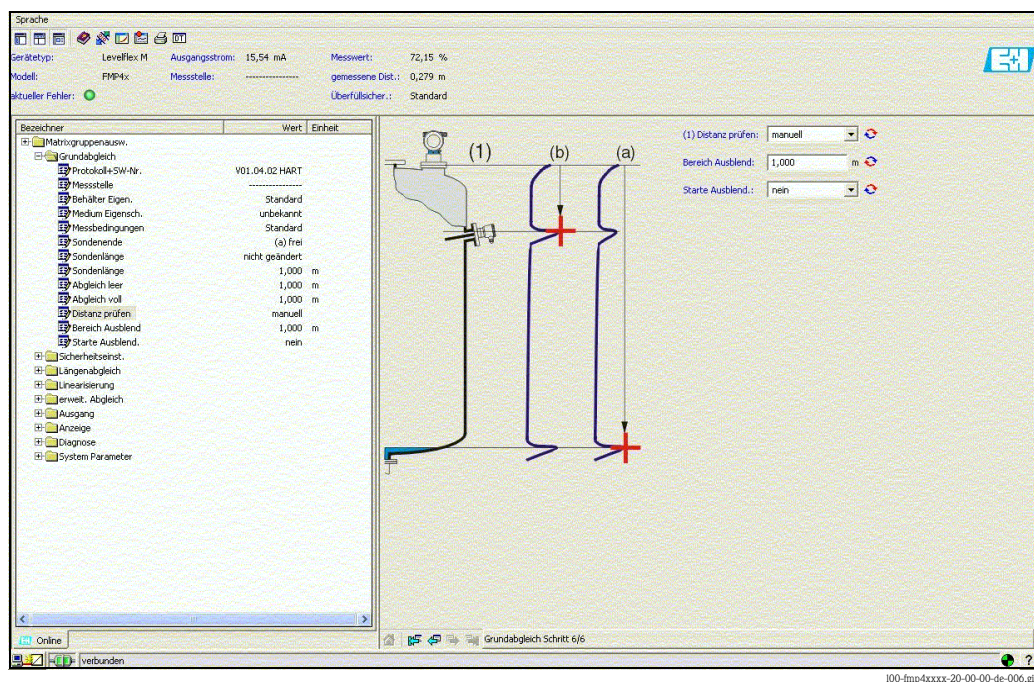 Sprache
DT
Gerätetyp: Levelflex M Ausgangsstrom: 15,54 mA Messwert: 72,15 %
Modell: FMP4x Messstelle: --------------- gemessene Dist.: 0,279 m
aktueller Fehler: Überfüllsicher.: Standard
E+H
Bezeichner Wert Einheit
Matrixgruppenausw.
Grundabgleich
Protokoll+SW-Nr. V01.04.02 HART
Messstelle ---------------
Behälter Eigen. Standard
Medium Eigensch. unbekannt
Messbedingungen Standard
Sondenende (a) frei
Sondenlänge nicht geändert
Sondenlänge 1,000 m
Abgleich leer 1,000 m
Abgleich voll 1,000 m
Distanz prüfen manuell
Bereich Ausblend 1,000 m
Starte Ausblend. nein
Sicherheitseinst.
Längenabgleich
Linearisierung
erweit. Abgleich
Ausgang
Anzeige
Diagnose
System Parameter
(1) (b) (a)
(1) Distanz prüfen: manuell
Bereich Ausblend: 1,000 m
Starte Ausblend.: nein
Online
Grundabgleich Schritt 6/6
verbunden
?
l00-fmp4xxxx-20-00-00-de-006.gi